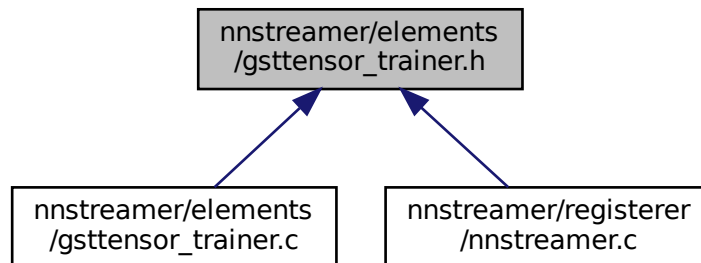 nnstreamer/elements
/gsttensor_trainer.h
nnstreamer/elements
/gsttensor_trainer.c
nnstreamer/registerer
/nnstreamer.c